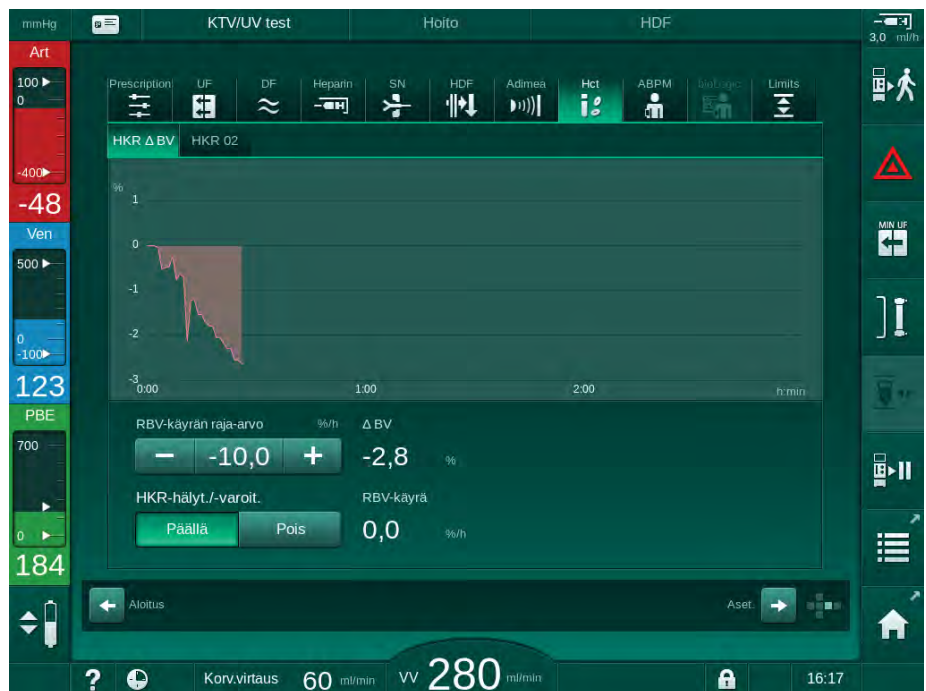 mmHg
KTV/UV test
Hoito
HDF
3,0 ml/h
Art
100
0
-400
-48
Ven
500
0
-100
123
PBE
700
0
184
Prescription
UF
DF
Heparin
SN
HDF
Adimea
Hct
ABPM
bioLogic
Limits
HKR Δ BV
HKR 02
%
1
0
-1
-2
-3
0:00
1:00
2:00
h:min
RBV-käyrän raja-arvo %/h
− -10,0 +
Δ BV
-2,8 %
HKR-hälyt./-varoit.
Päällä
Pois
RBV-käyrä
0,0 %/h
MIN UF
Aloitus
Aset.
?
Korv.virtaus 60 ml/min
VV 280 ml/min
16:17